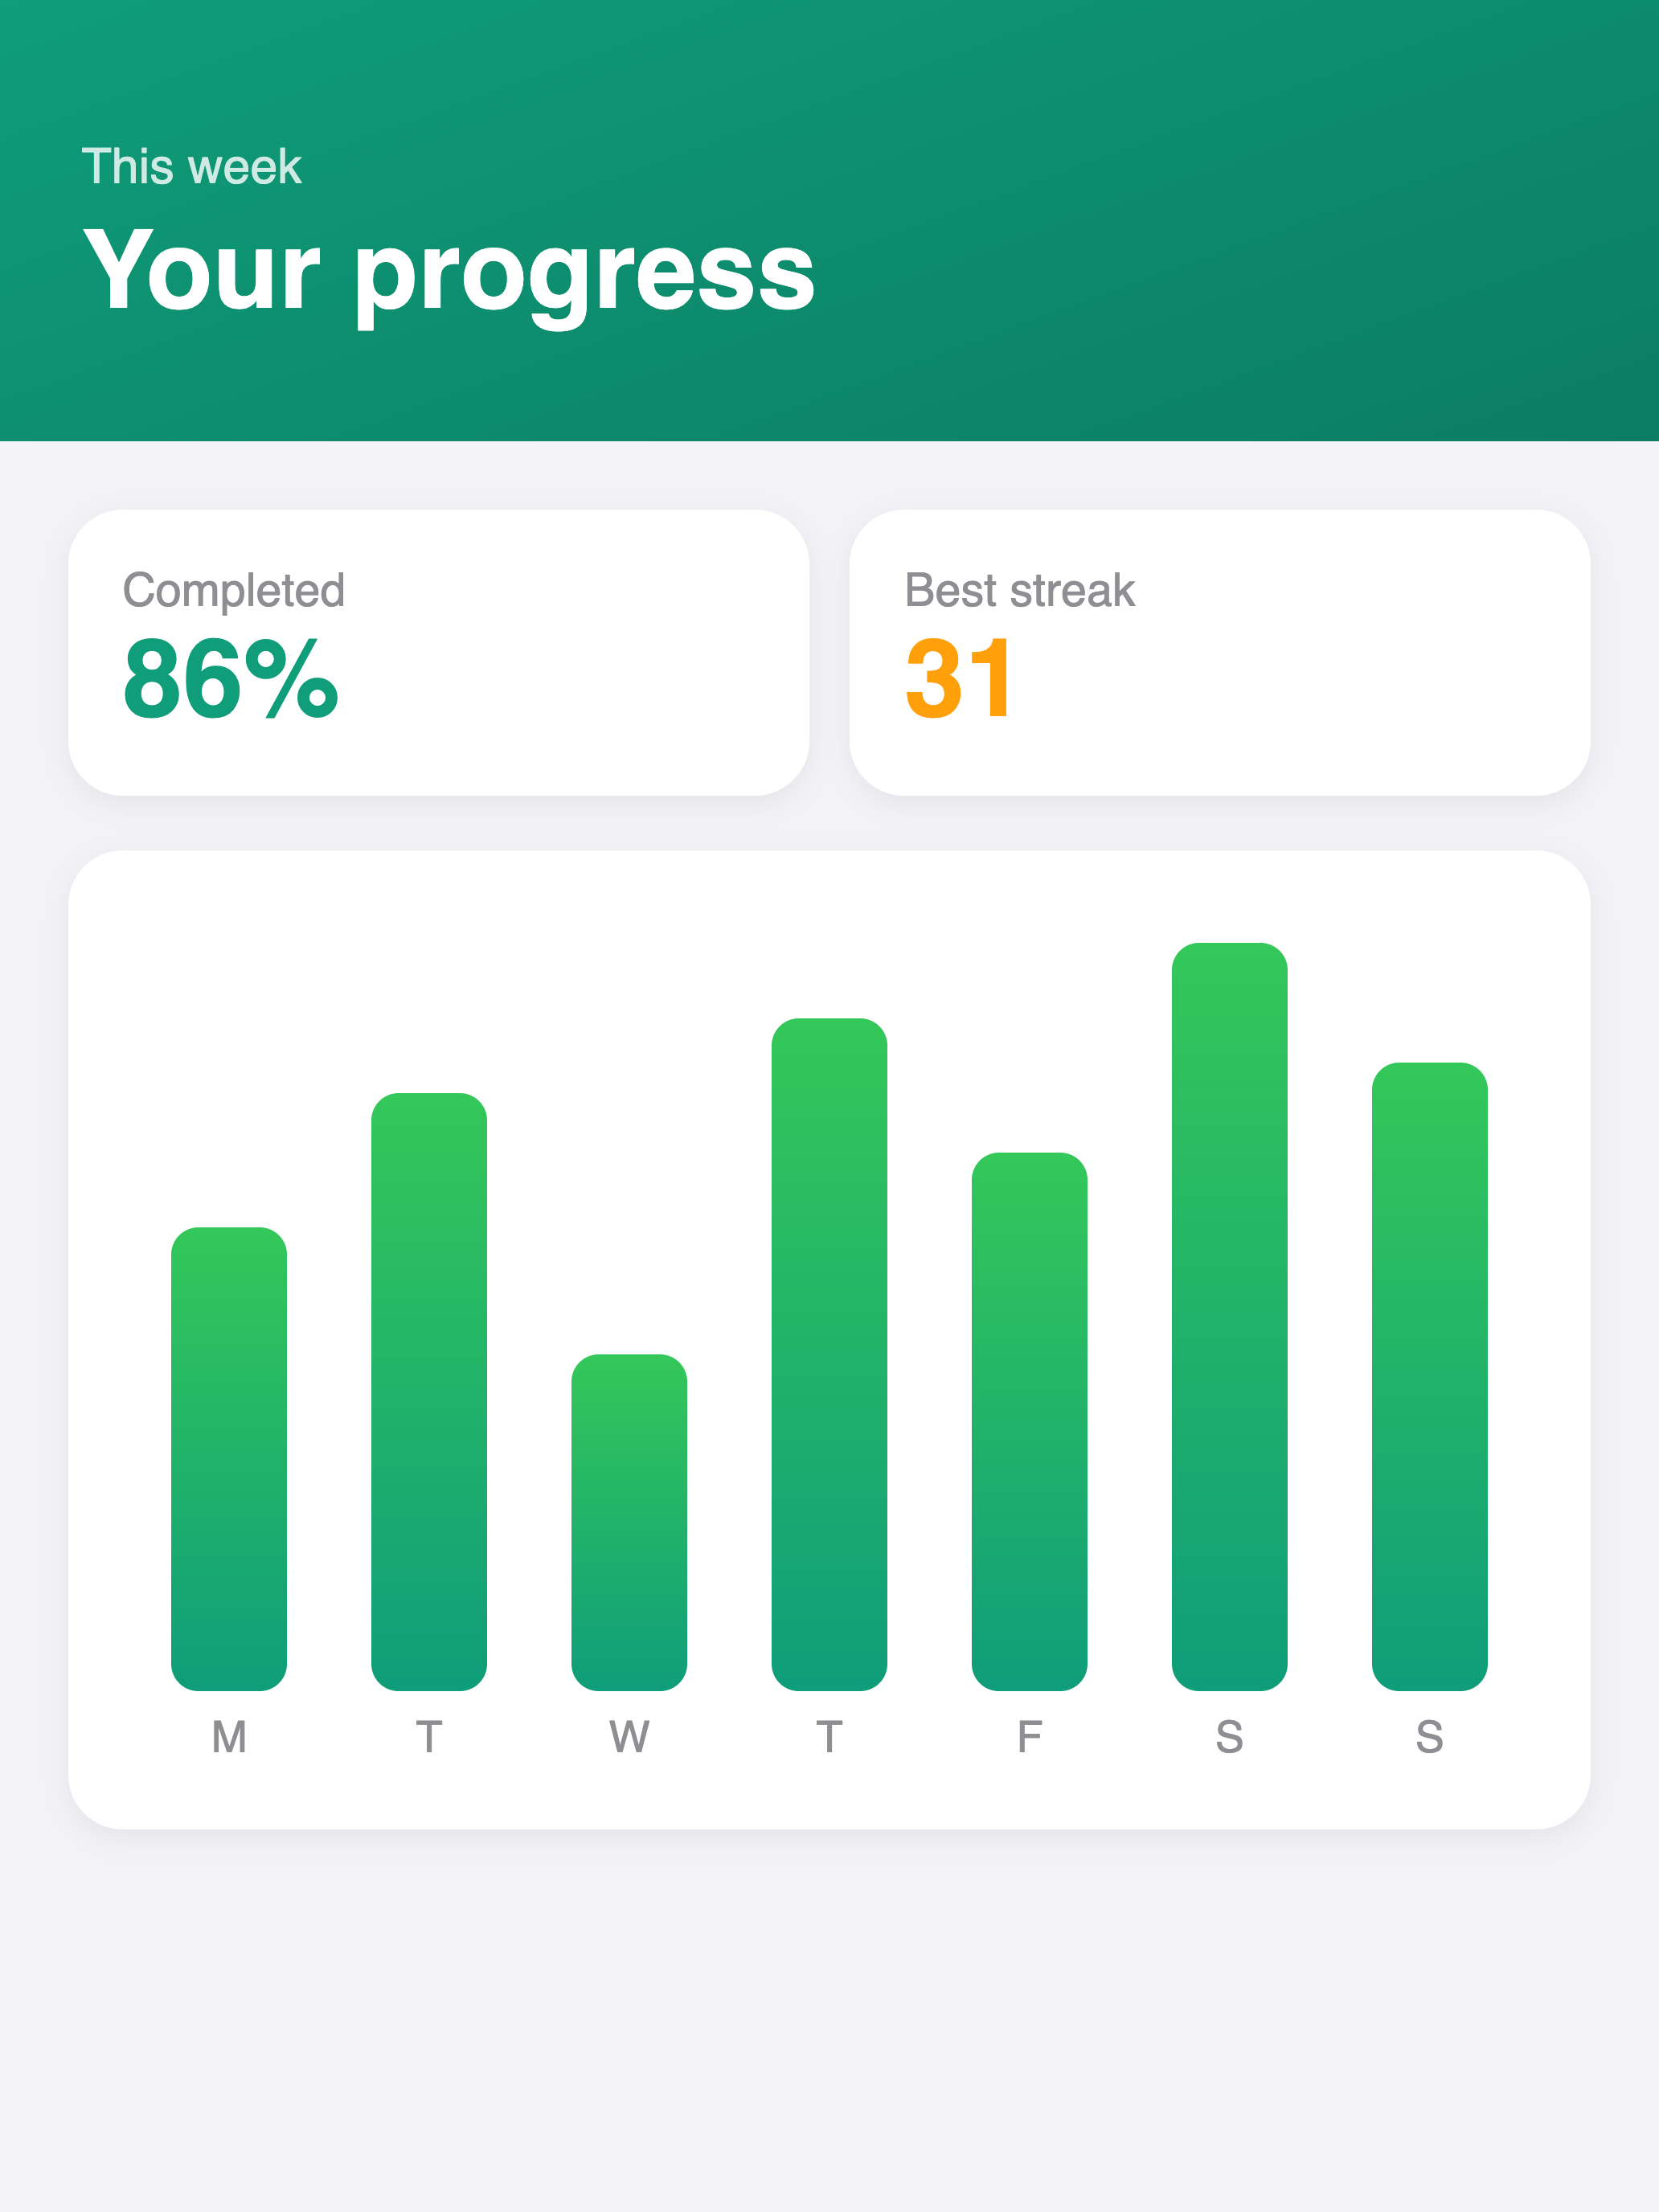 This week
Your progress
Completed
86%
Best streak
31
M T W T F S S